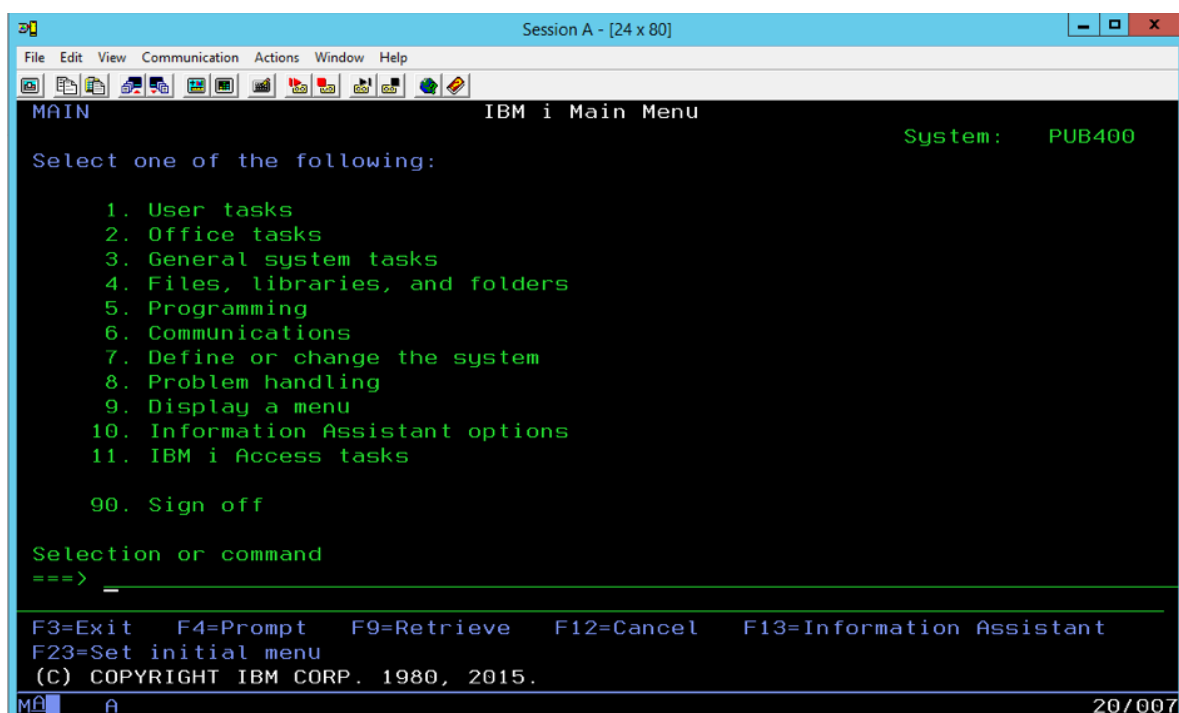 Session A - [24 x 80]
File Edit View Communication Actions Window Help
MAIN IBM i Main Menu
System: PUB400
Select one of the following:
1. User tasks
2. Office tasks
3. General system tasks
4. Files, libraries, and folders
5. Programming
6. Communications
7. Define or change the system
8. Problem handling
9. Display a menu
10. Information Assistant options
11. IBM i Access tasks
90. Sign off
Selection or command
===> _
F3=Exit F4=Prompt F9=Retrieve F12=Cancel F13=Information Assistant
F23=Set initial menu
(C) COPYRIGHT IBM CORP. 1980, 2015.
MA A 20/007